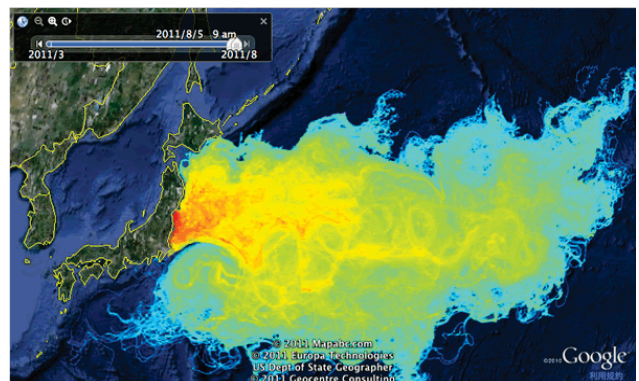 2011/8/5 9 am
2011/3
2011/8
© 2011 Mapabc.com
© 2011 Europa Technologies
US Dept of State Geographer
© 2011 Geocentre Consulting
©2010 Google
利用規約